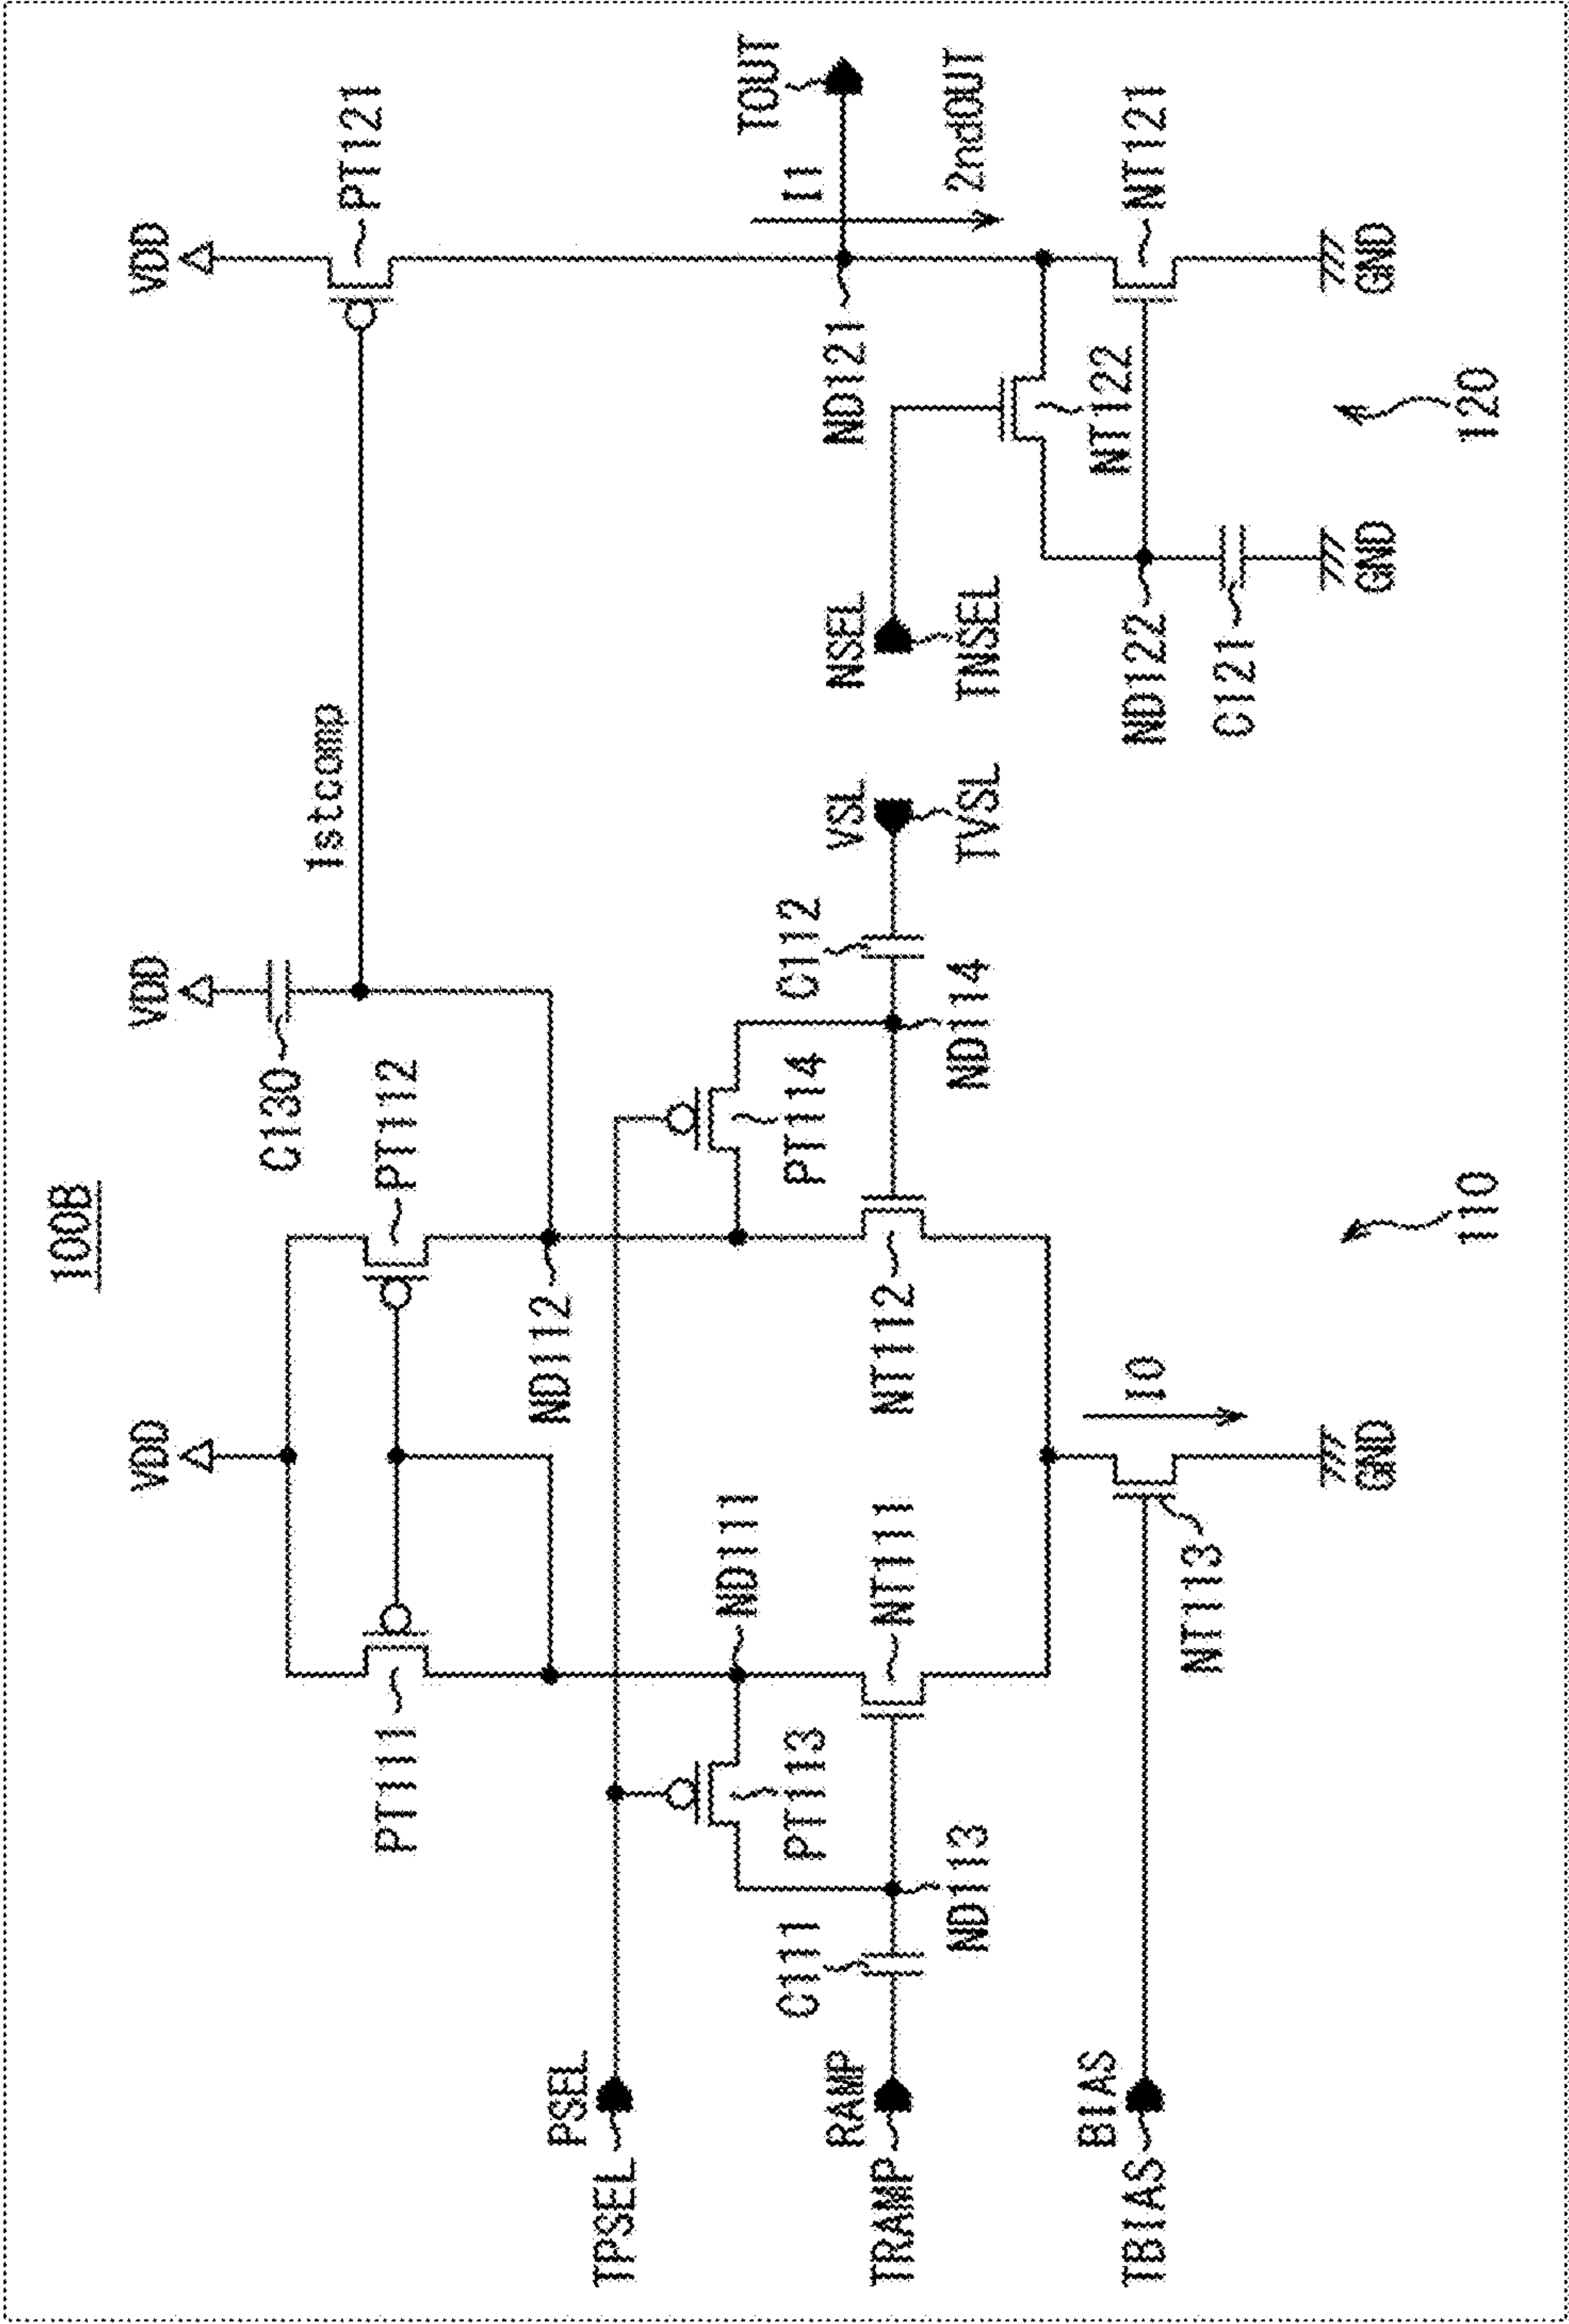 100B
VDD
VDD
VDD
C130
1stcomp
PT111
PT112
PT121
PSEL
TPSEL
ND112
ND111
PT113
PT114
C111
C112
RAMP
TRAMP
ND113
NT111
NT112
ND114
VSL
TVSL
NSEL
TNSEL
ND121
TOUT
I1
2ndOUT
NT122
NT121
ND122
C121
BIAS
TBIAS
NT113
I0
GND
GND
GND
110
120